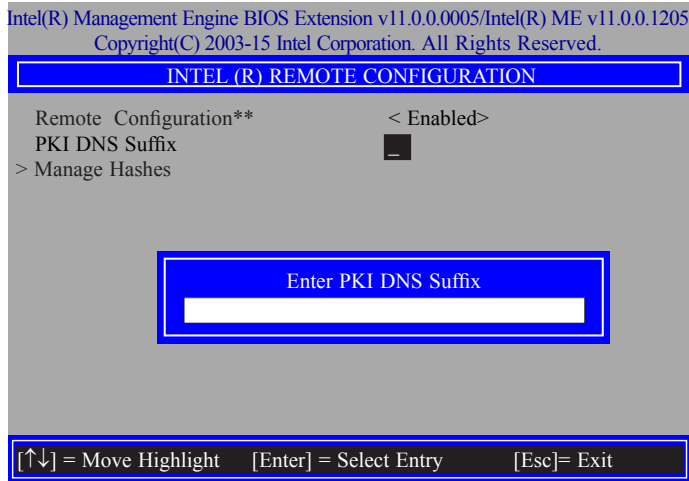 Intel(R) Management Engine BIOS Extension v11.0.0.0005/Intel(R) ME v11.0.0.1205
Copyright(C) 2003-15 Intel Corporation. All Rights Reserved.
INTEL (R) REMOTE CONFIGURATION
Remote Configuration** < Enabled>
PKI DNS Suffix _
> Manage Hashes
Enter PKI DNS Suffix
[↑↓] = Move Highlight [Enter] = Select Entry [Esc]= Exit